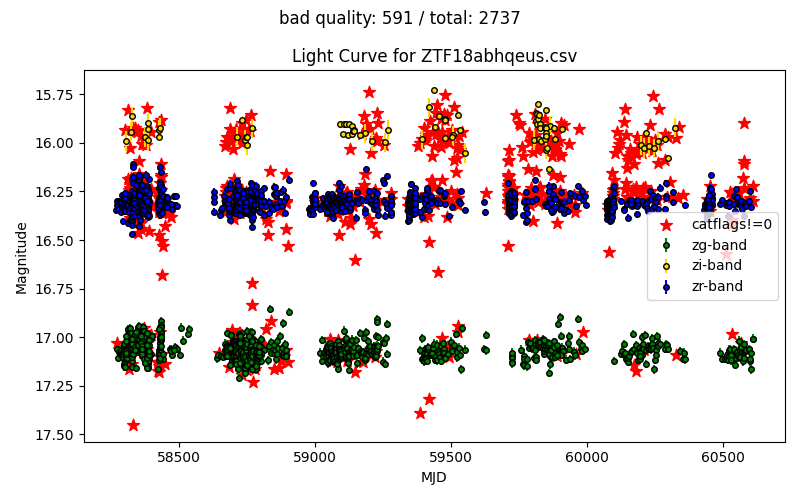 bad quality: 591 / total: 2737
Light Curve for ZTF18abhqeus.csv
15.75
16.00
16.25
16.50
16.75
17.00
17.25
17.50
Magnitude
catflags!=0
zg-band
zi-band
zr-band
58500
59000
59500
60000
60500
MJD